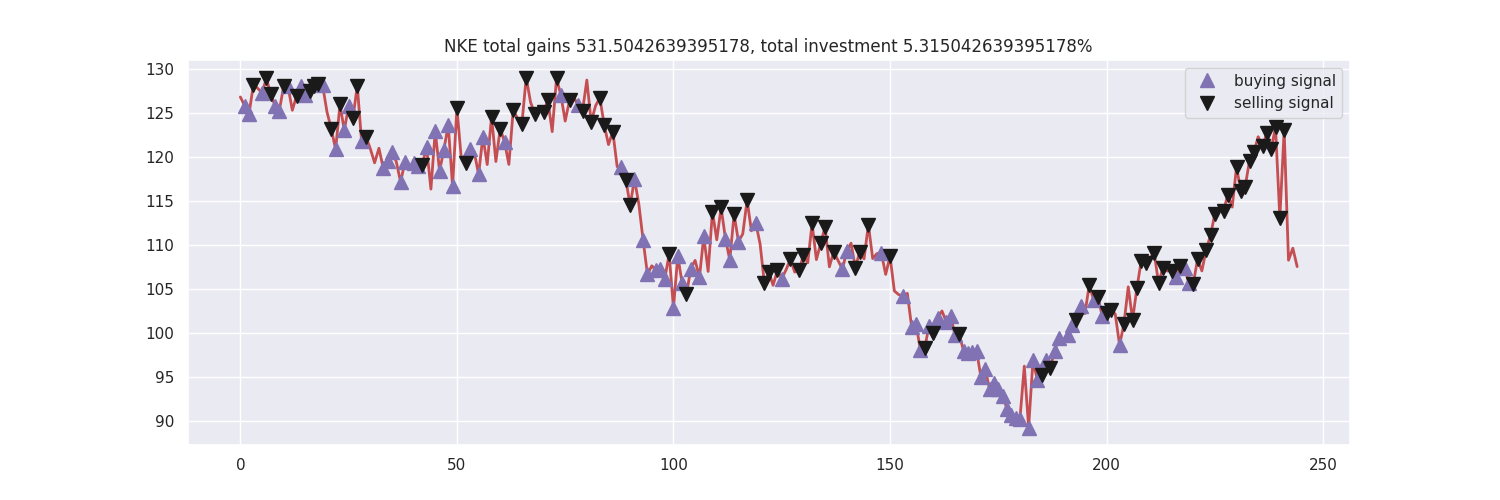 NKE total gains 531.5042639395178, total investment 5.315042639395178%
130
125
120
115
110
105
100
95
90
0 50 100 150 200 250
buying signal
selling signal